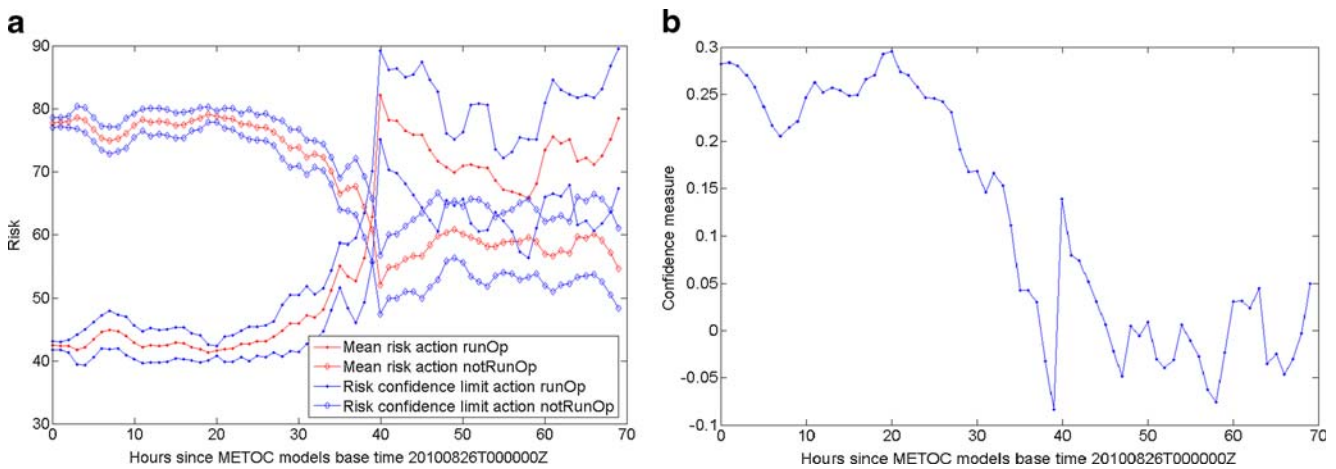 a
90
80
70
60
50
40
30
Risk
0 10 20 30 40 50 60 70
Hours since METOC models base time 20100826T000000Z
Mean risk action runOp
Mean risk action notRunOp
Risk confidence limit action runOp
Risk confidence limit action notRunOp
b
0.3
0.25
0.2
0.15
0.1
0.05
0
-0.05
-0.1
Confidence measure
0 10 20 30 40 50 60 70
Hours since METOC models base time 20100826T000000Z